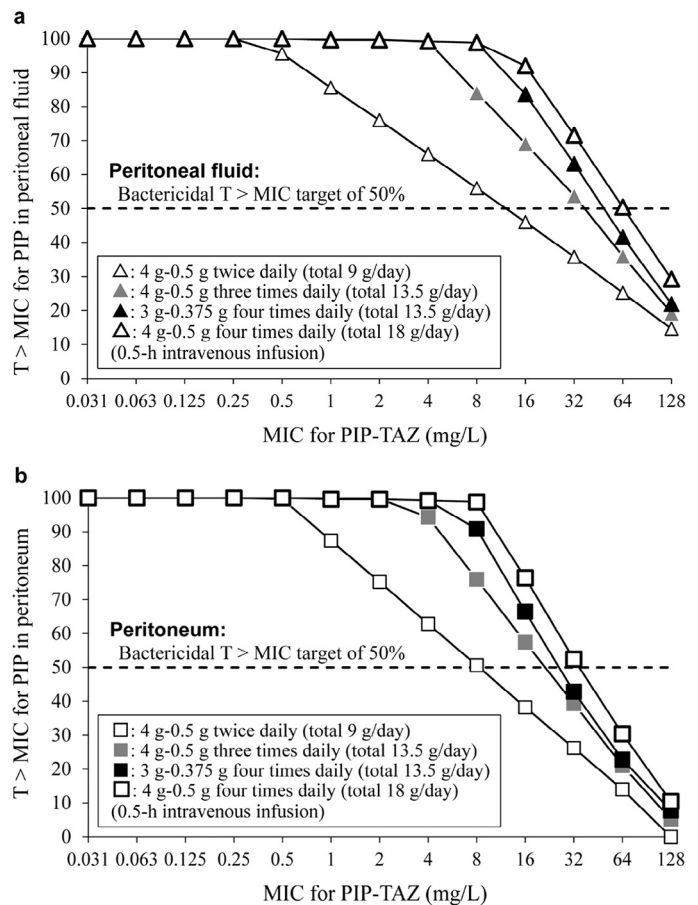 a
T > MIC for PIP in peritoneal fluid
100
90
80
70
60
50
40
30
20
10
0
Peritoneal fluid:
Bactericidal T > MIC target of 50%
: 4 g-0.5 g twice daily (total 9 g/day)
: 4 g-0.5 g three times daily (total 13.5 g/day)
: 3 g-0.375 g four times daily (total 13.5 g/day)
: 4 g-0.5 g four times daily (total 18 g/day)
(0.5-h intravenous infusion)
0.031 0.063 0.125 0.25 0.5 1 2 4 8 16 32 64 128
MIC for PIP-TAZ (mg/L)
b
T > MIC for PIP in peritoneum
100
90
80
70
60
50
40
30
20
10
0
Peritoneum:
Bactericidal T > MIC target of 50%
: 4 g-0.5 g twice daily (total 9 g/day)
: 4 g-0.5 g three times daily (total 13.5 g/day)
: 3 g-0.375 g four times daily (total 13.5 g/day)
: 4 g-0.5 g four times daily (total 18 g/day)
(0.5-h intravenous infusion)
0.031 0.063 0.125 0.25 0.5 1 2 4 8 16 32 64 128
MIC for PIP-TAZ (mg/L)